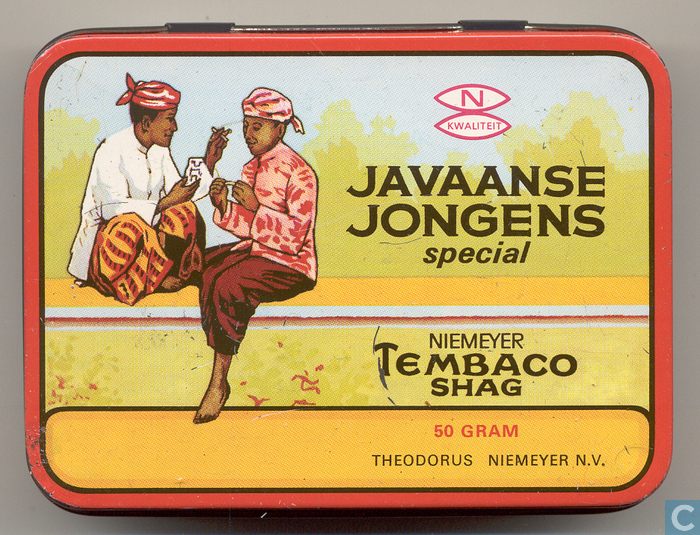 N
KWALITEIT
JAVAANSE
JONGENS
special
NIEMEYER
TEMBACO
SHAG
50 GRAM
THEODORUS NIEMEYER N.V.
C